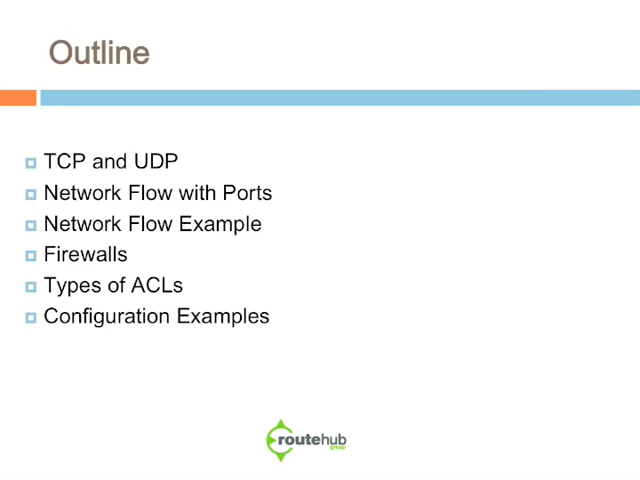 Outline
TCP and UDP
Network Flow with Ports
Network Flow Example
Firewalls
Types of ACLs
Configuration Examples
routehub
group